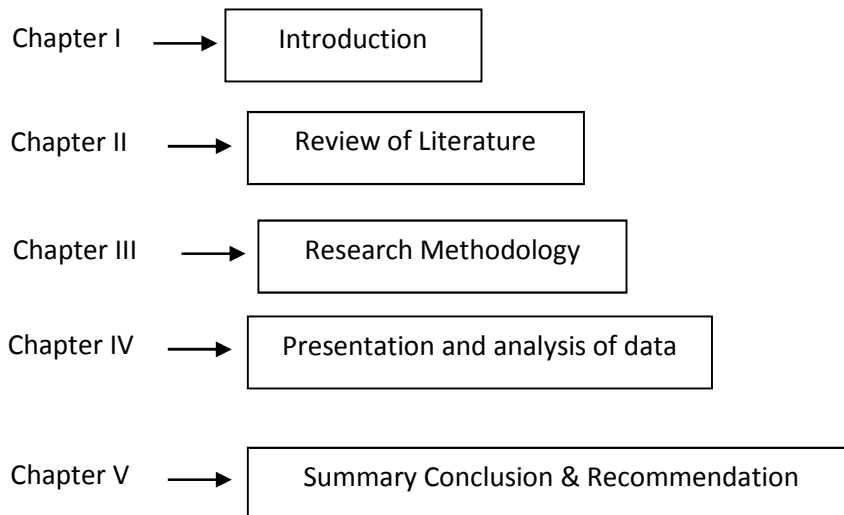 Chapter I Introduction
Chapter II Review of Literature
Chapter III Research Methodology
Chapter IV Presentation and analysis of data
Chapter V Summary Conclusion & Recommendation